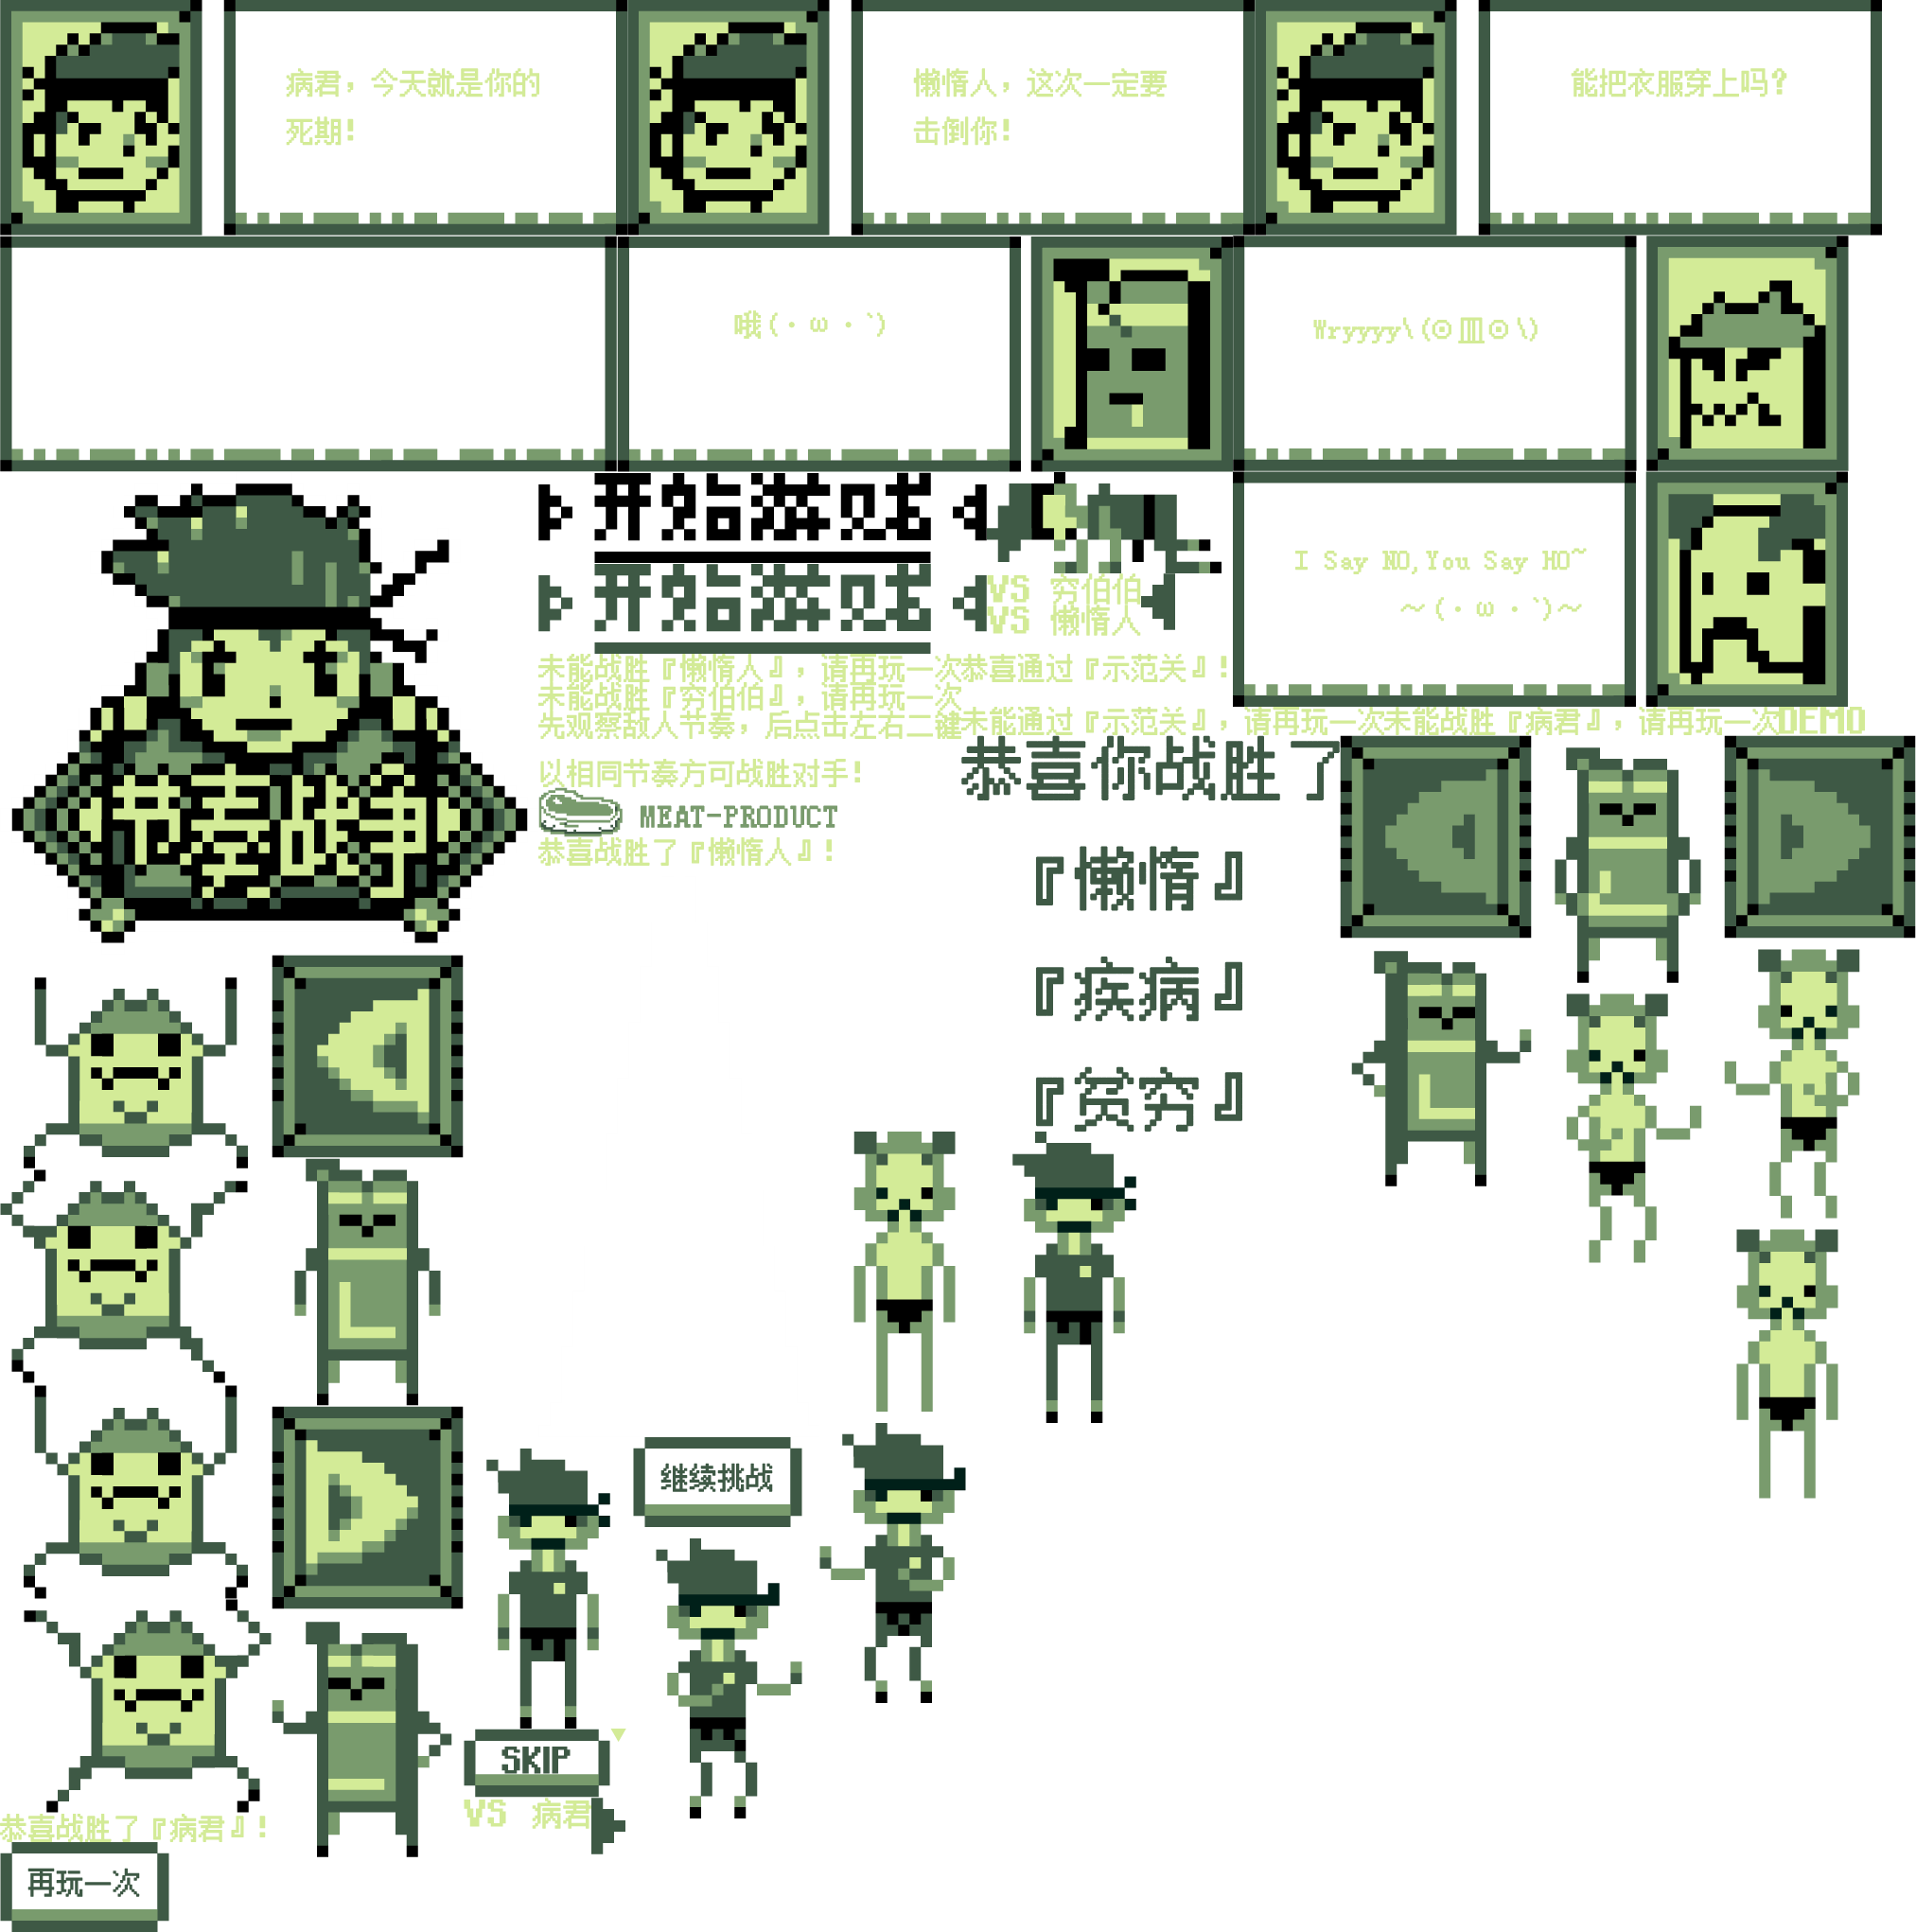 病君，今天就是你的
死期！
懒惰人，这次一定要
击倒你！
能把衣服穿上吗？
哦(・ω・`)
Wryyyy\(⊙皿⊙\)
开始游戏
开始游戏
VS 穷伯伯
VS 懒惰人
I Say NO,You Say HO~
～(・ω・`)～
未能战胜『懒惰人』，请再玩一次恭喜通过『示范关』！
未能战胜『穷伯伯』，请再玩一次
先观察敌人节奏，后点击左右二键未能通过『示范关』，请再玩一次未能战胜『病君』，请再玩一次DEMO
以相同节奏方可战胜对手！
MEAT-PRODUCT
恭喜战胜了『懒惰人』！
恭喜你战胜了
『懒惰』
『疾病』
『贫穷』
继续挑战
SKIP
VS 病君
恭喜战胜了『病君』！
再玩一次